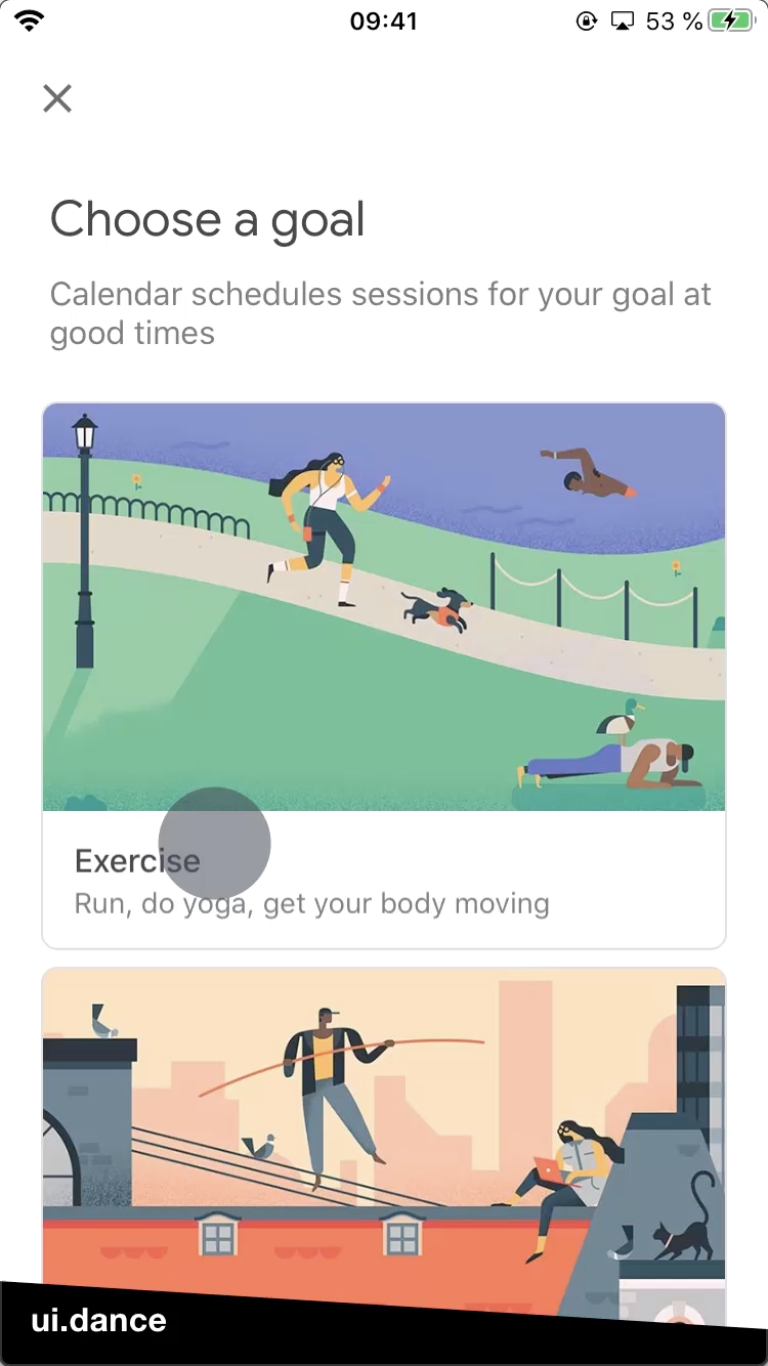 09:41
53 %
Choose a goal
Calendar schedules sessions for your goal at
good times
Exercise
Run, do yoga, get your body moving
ui.dance